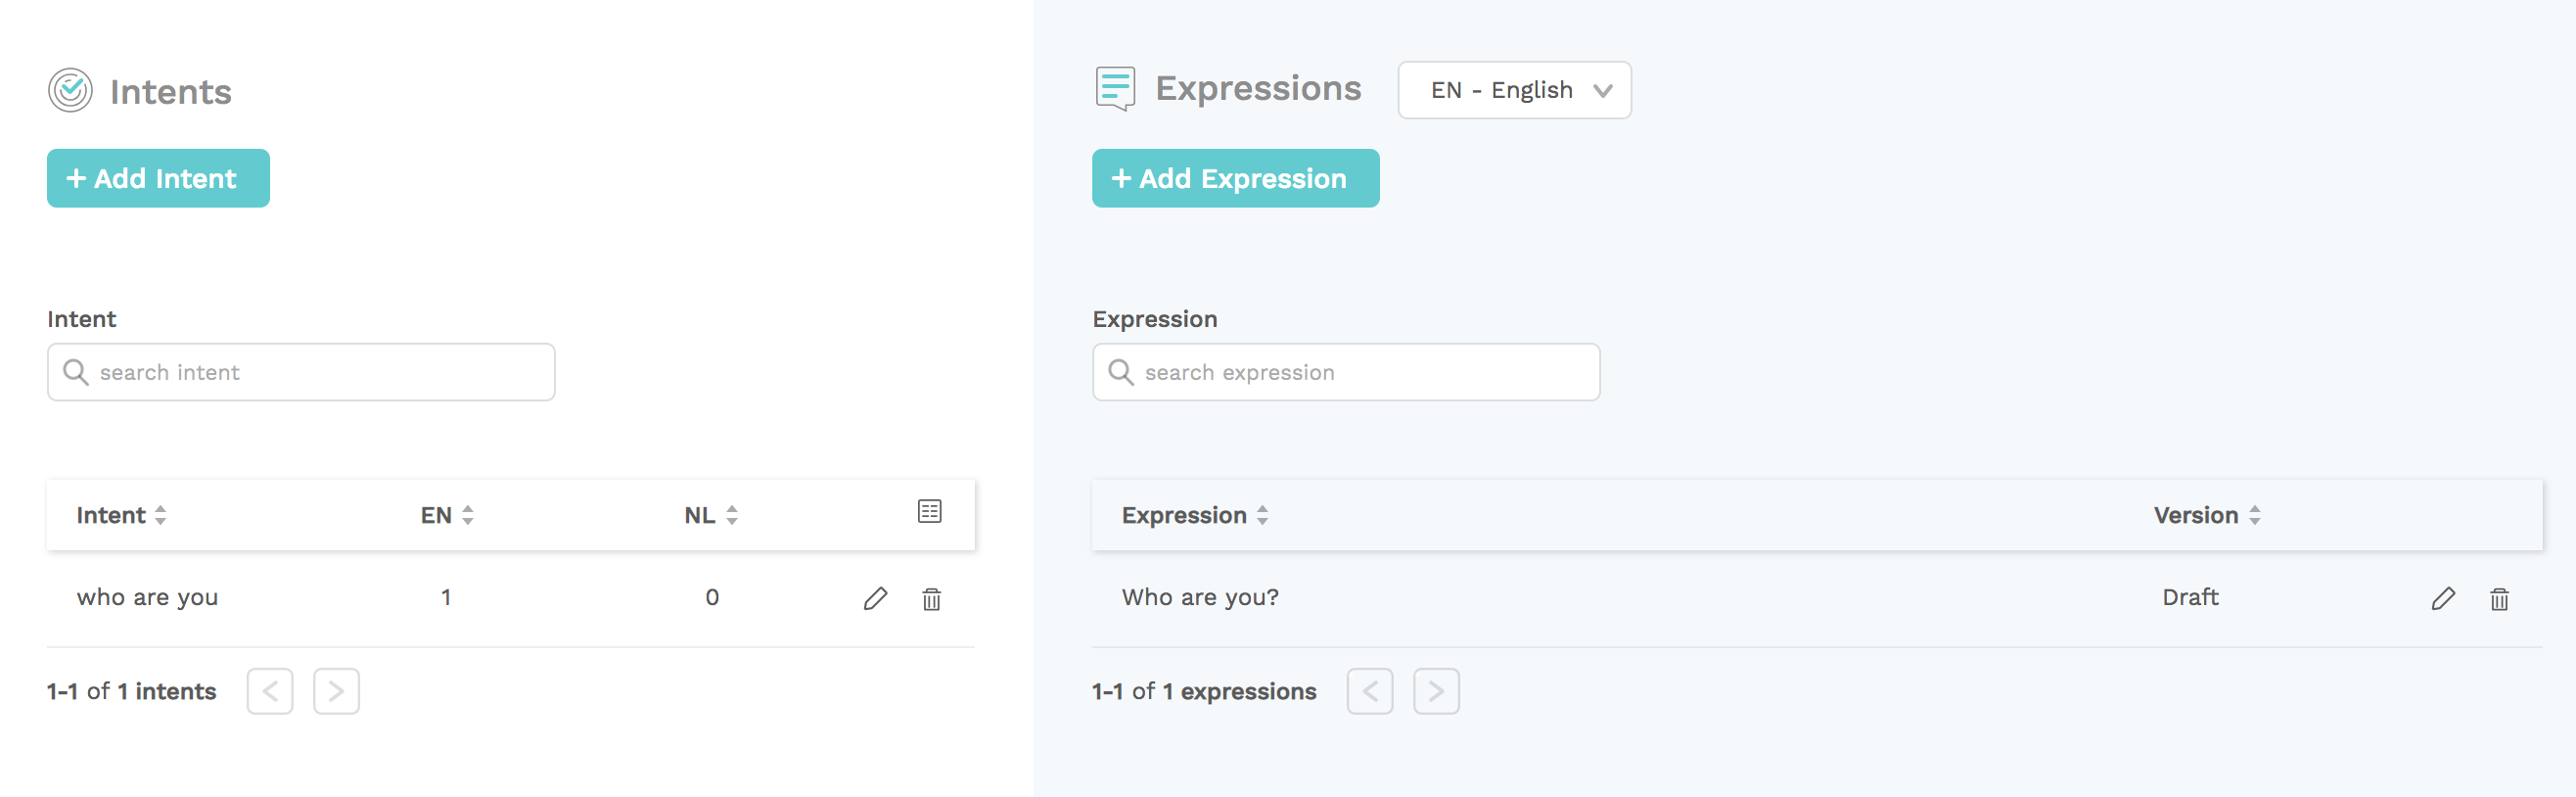 Intents
+ Add Intent
Intent
search intent
Intent EN NL
who are you 1 0
1-1 of 1 intents
Expressions
EN - English
+ Add Expression
Expression
search expression
Expression Version
Who are you? Draft
1-1 of 1 expressions